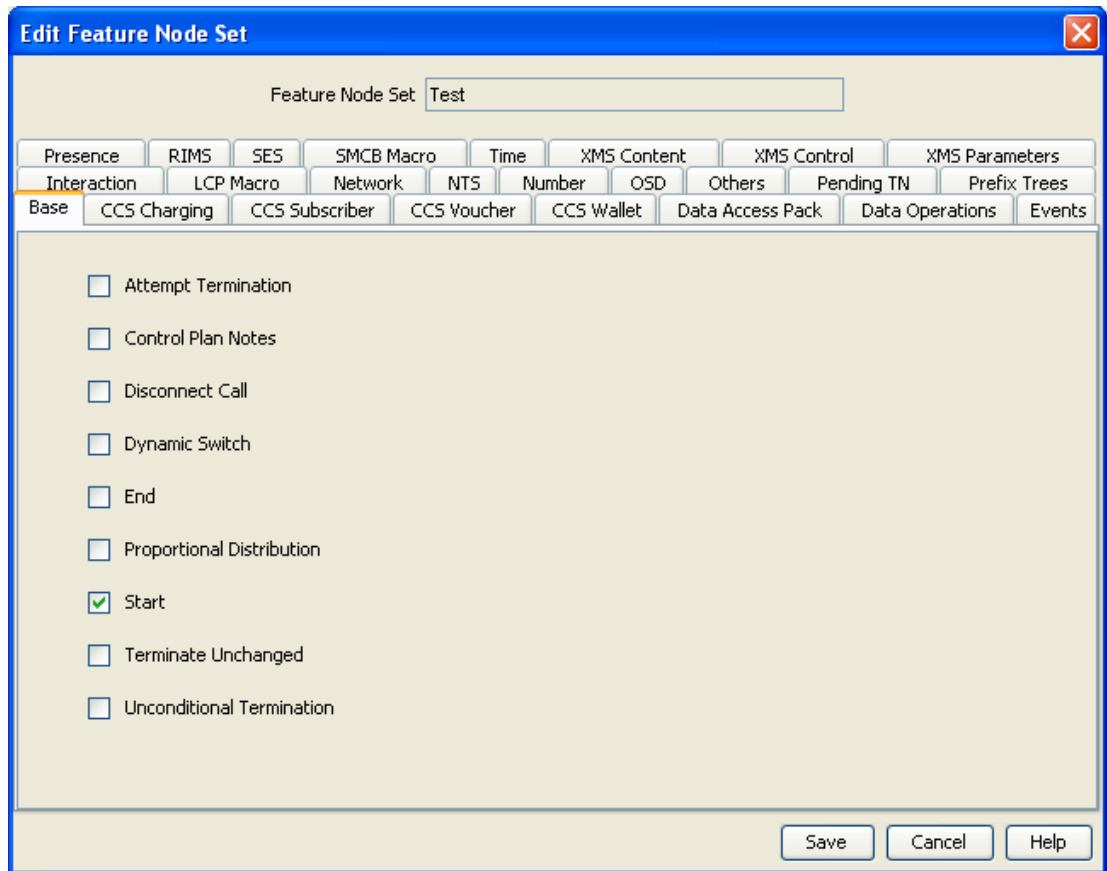 Edit Feature Node Set
Feature Node Set Test
Presence RIMS SES SMCB Macro Time XMS Content XMS Control XMS Parameters
Interaction LCP Macro Network NTS Number OSD Others Pending TN Prefix Trees
Base CCS Charging CCS Subscriber CCS Voucher CCS Wallet Data Access Pack Data Operations Events
Attempt Termination
Control Plan Notes
Disconnect Call
Dynamic Switch
End
Proportional Distribution
Start
Terminate Unchanged
Unconditional Termination
Save Cancel Help